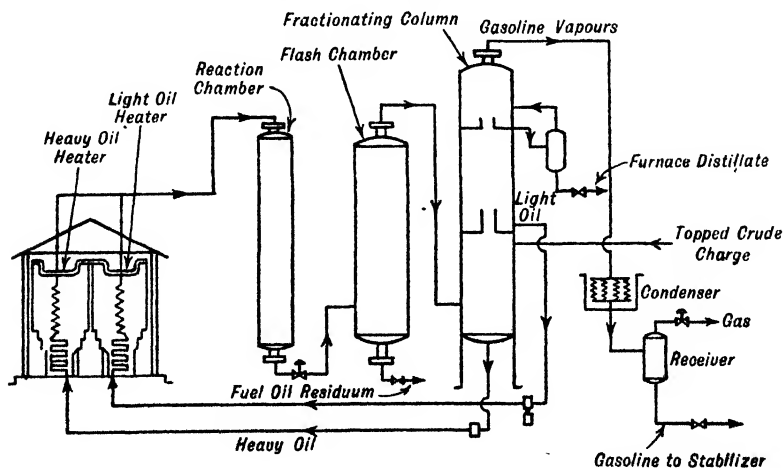 Fractionating Column
Gasoline Vapours
Flash Chamber
Reaction
Chamber
Light Oil
Heater
Heavy Oil
Heater
Furnace Distillate
Light
Oil
Topped Crude
Charge
Condenser
Gas
Receiver
Fuel Oil Residuum
Heavy Oil
Gasoline to Stabilizer